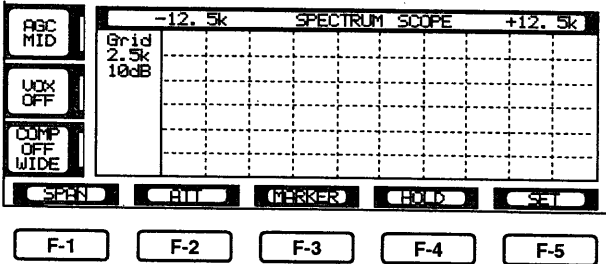 AGC
MID
-12. 5k SPECTRUM SCOPE +12. 5k
Grid
2.5k
10dB
VOX
OFF
COMP
OFF
WIDE
SPAN ATT MARKER HOLD SET
F-1 F-2 F-3 F-4 F-5